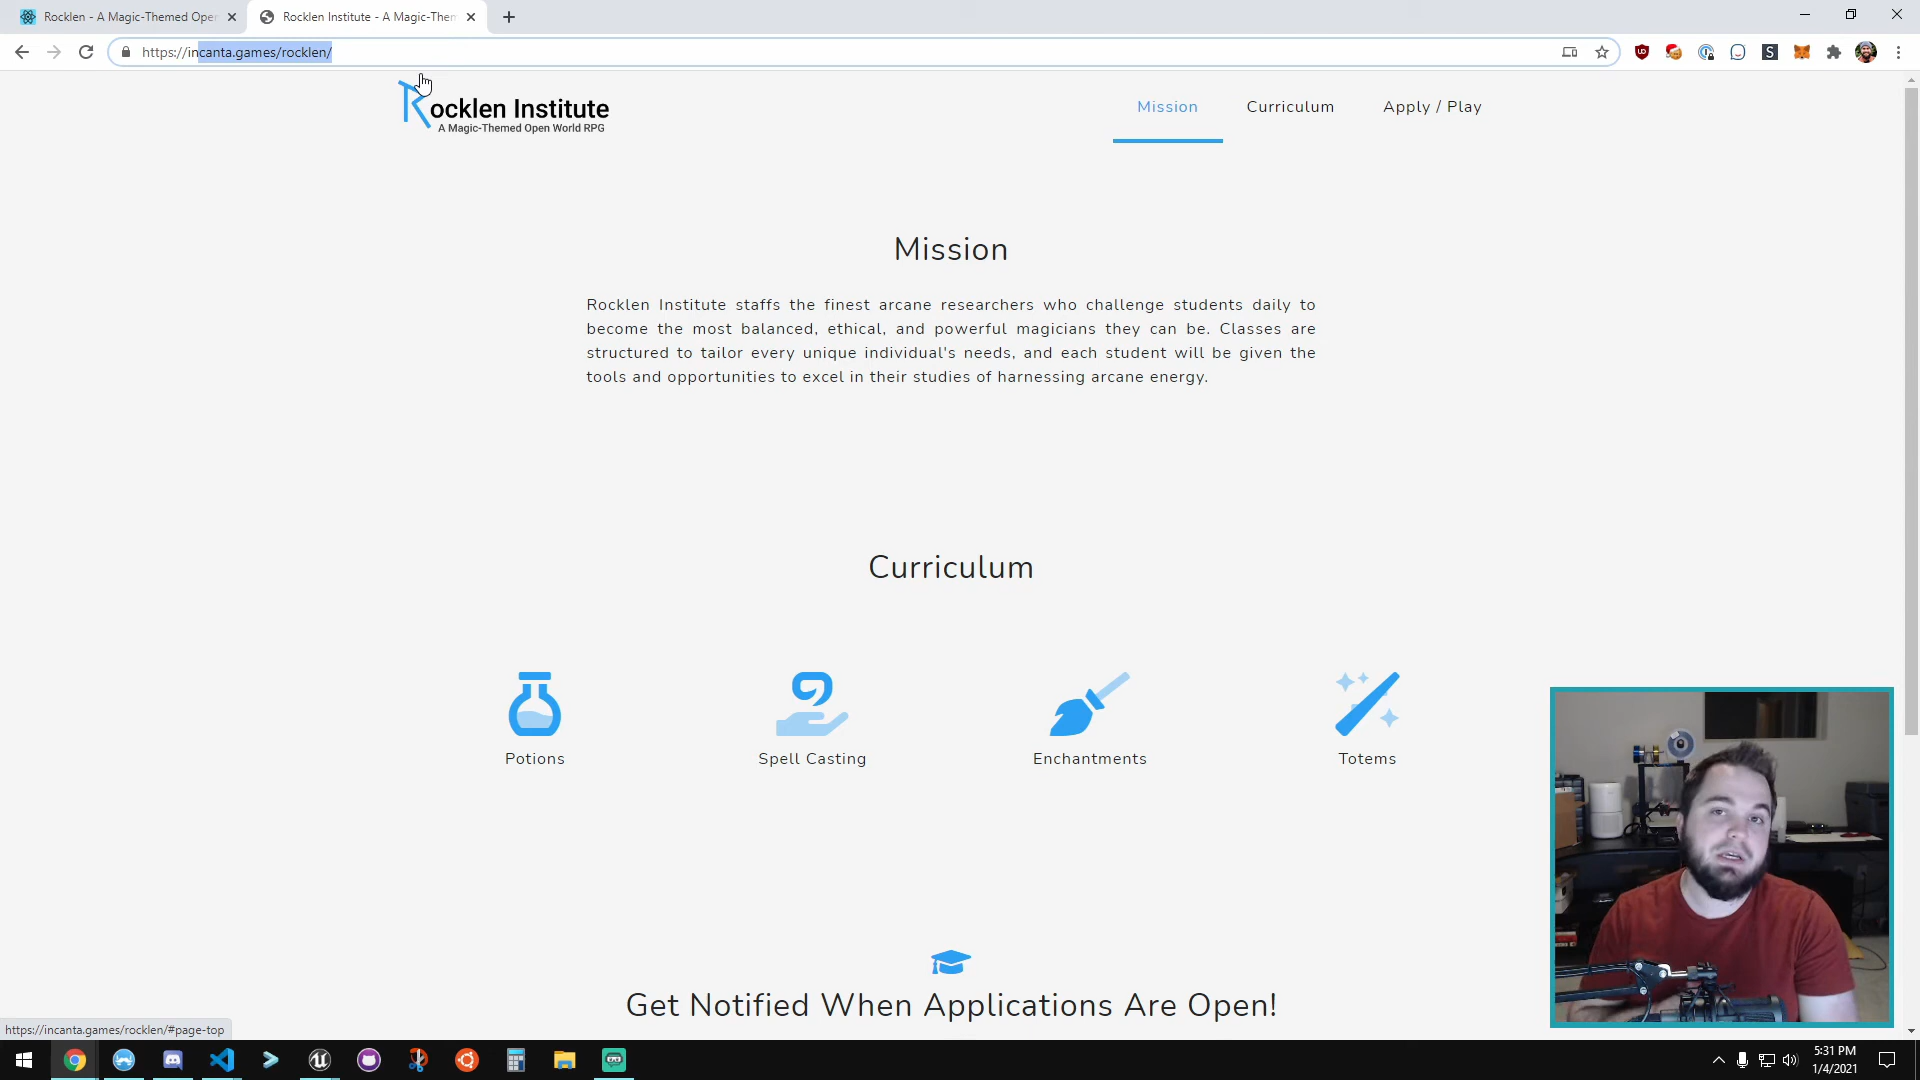 Rocklen - A Magic-Themed Open
Rocklen Institute - A Magic-Them
https://incanta.games/rocklen/
Rocklen Institute
A Magic-Themed Open World RPG
Mission
Curriculum
Apply / Play
Mission
Rocklen Institute staffs the finest arcane researchers who challenge students daily to
become the most balanced, ethical, and powerful magicians they can be. Classes are
structured to tailor every unique individual's needs, and each student will be given the
tools and opportunities to excel in their studies of harnessing arcane energy.
Curriculum
Potions
Spell Casting
Enchantments
Totems
Get Notified When Applications Are Open!
https://incanta.games/rocklen/#page-top
5:31 PM
1/4/2021